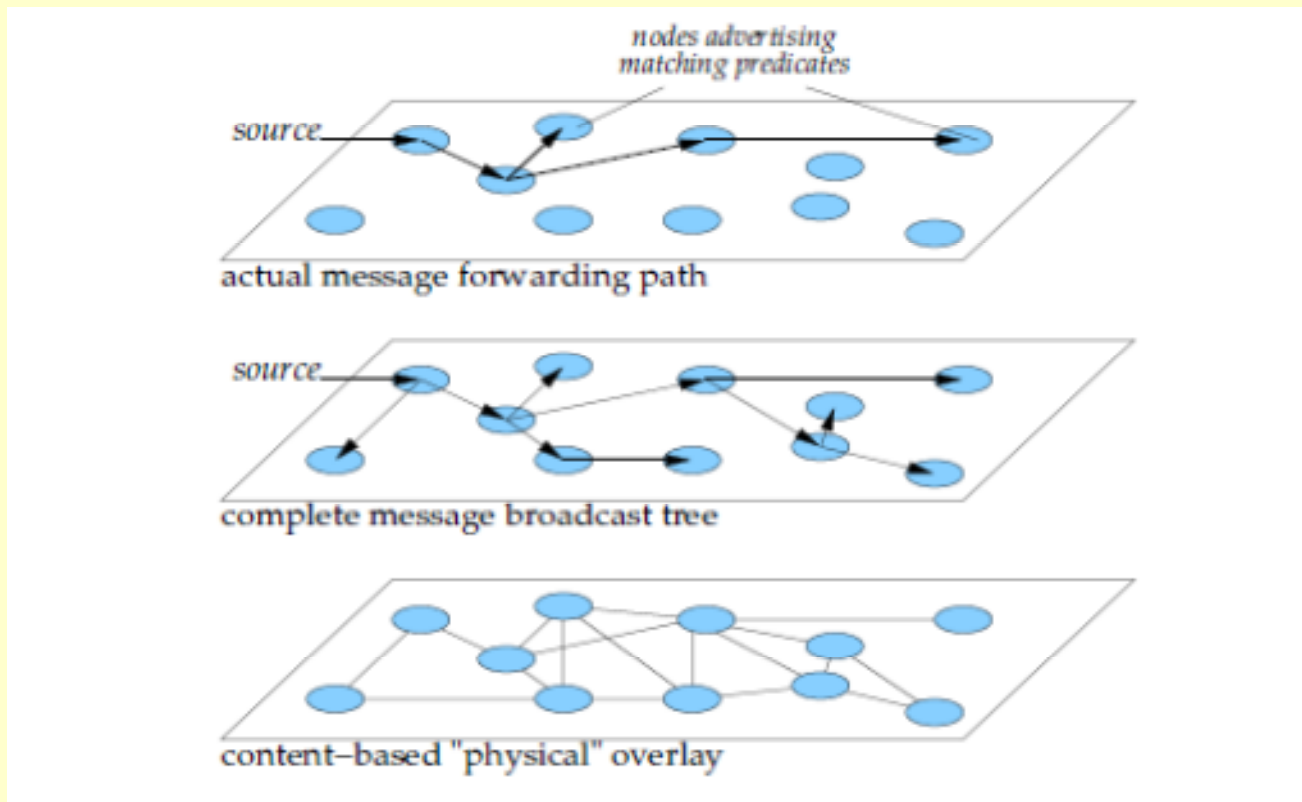 nodes advertising
matching predicates
source
actual message forwarding path
source
complete message broadcast tree
content–based "physical" overlay